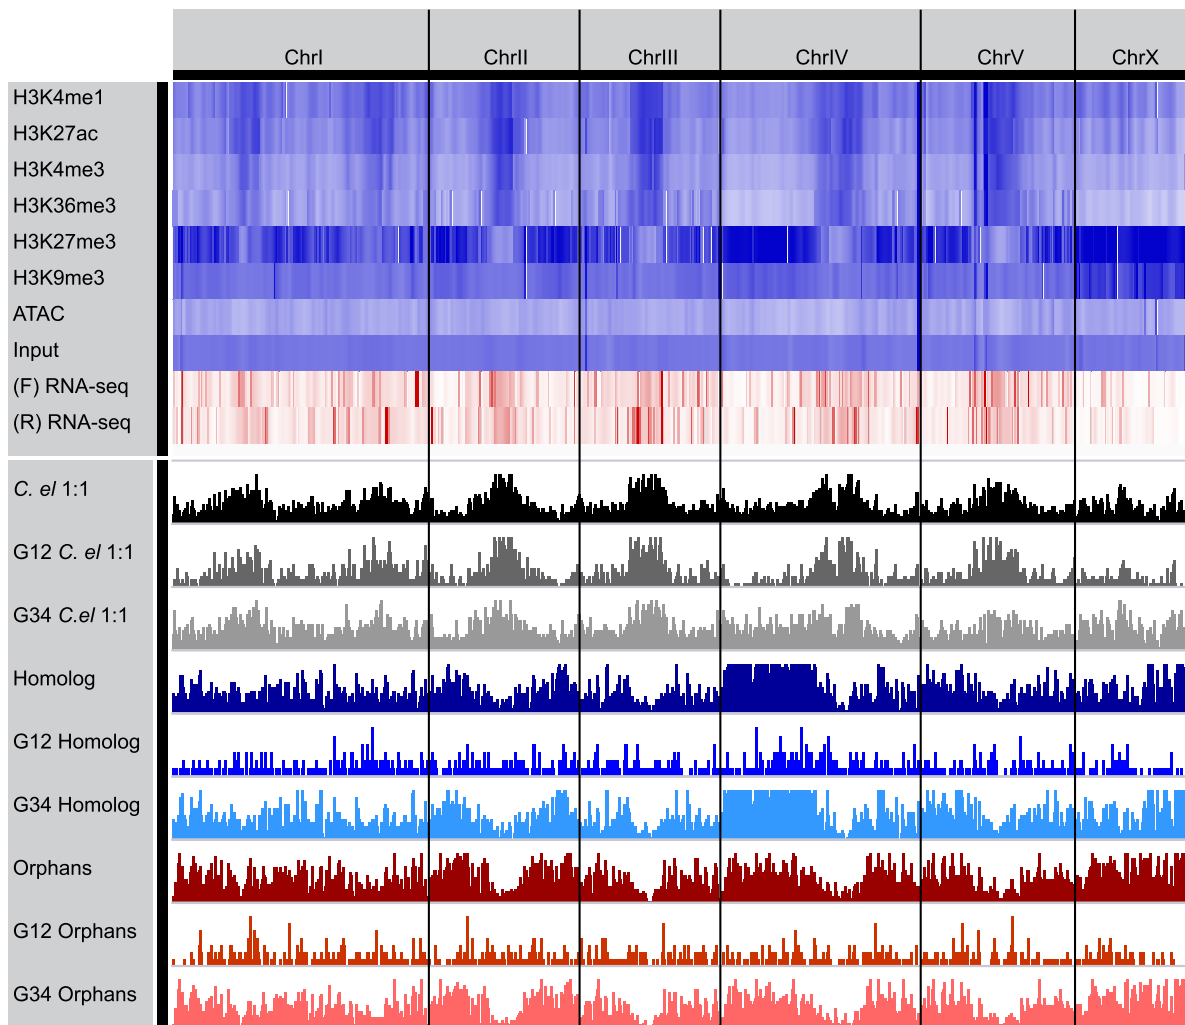 ChrI ChrII ChrIII ChrIV ChrV ChrX
H3K4me1
H3K27ac
H3K4me3
H3K36me3
H3K27me3
H3K9me3
ATAC
Input
(F) RNA-seq
(R) RNA-seq
C. el 1:1
G12 C. el 1:1
G34 C.el 1:1
Homolog
G12 Homolog
G34 Homolog
Orphans
G12 Orphans
G34 Orphans